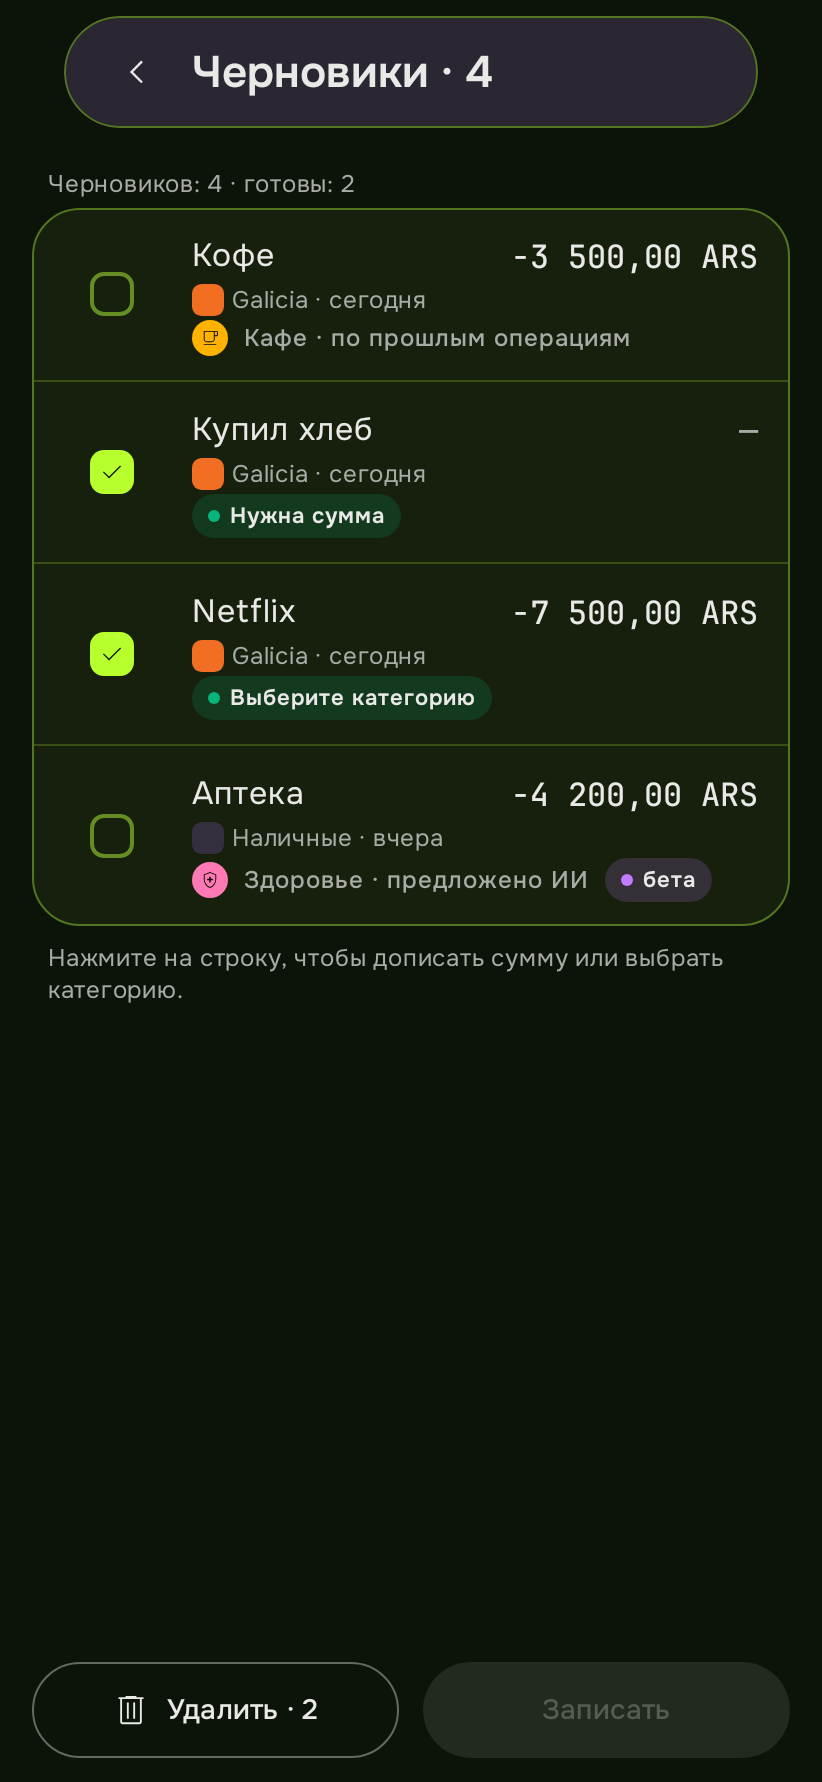 Черновики · 4
Черновиков: 4 · готовы: 2
Кофе -3 500,00 ARS
Galicia · сегодня
Кафе · по прошлым операциям
Купил хлеб —
Galicia · сегодня
Нужна сумма
Netflix -7 500,00 ARS
Galicia · сегодня
Выберите категорию
Аптека -4 200,00 ARS
Наличные · вчера
Здоровье · предложено ИИ бета
Нажмите на строку, чтобы дописать сумму или выбрать
категорию.
Удалить · 2 Записать